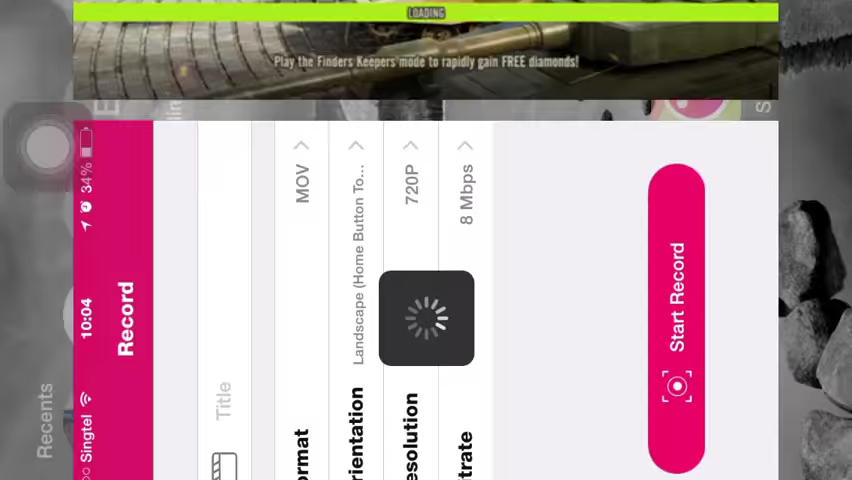 LOADING
Play the Finders Keepers mode to rapidly gain FREE diamonds!
Recents
Singtel 10:04 34%
Record
Title
ormat MOV
rientation Landscape (Home Button To...
esolution 720P
itrate 8 Mbps
Start Record